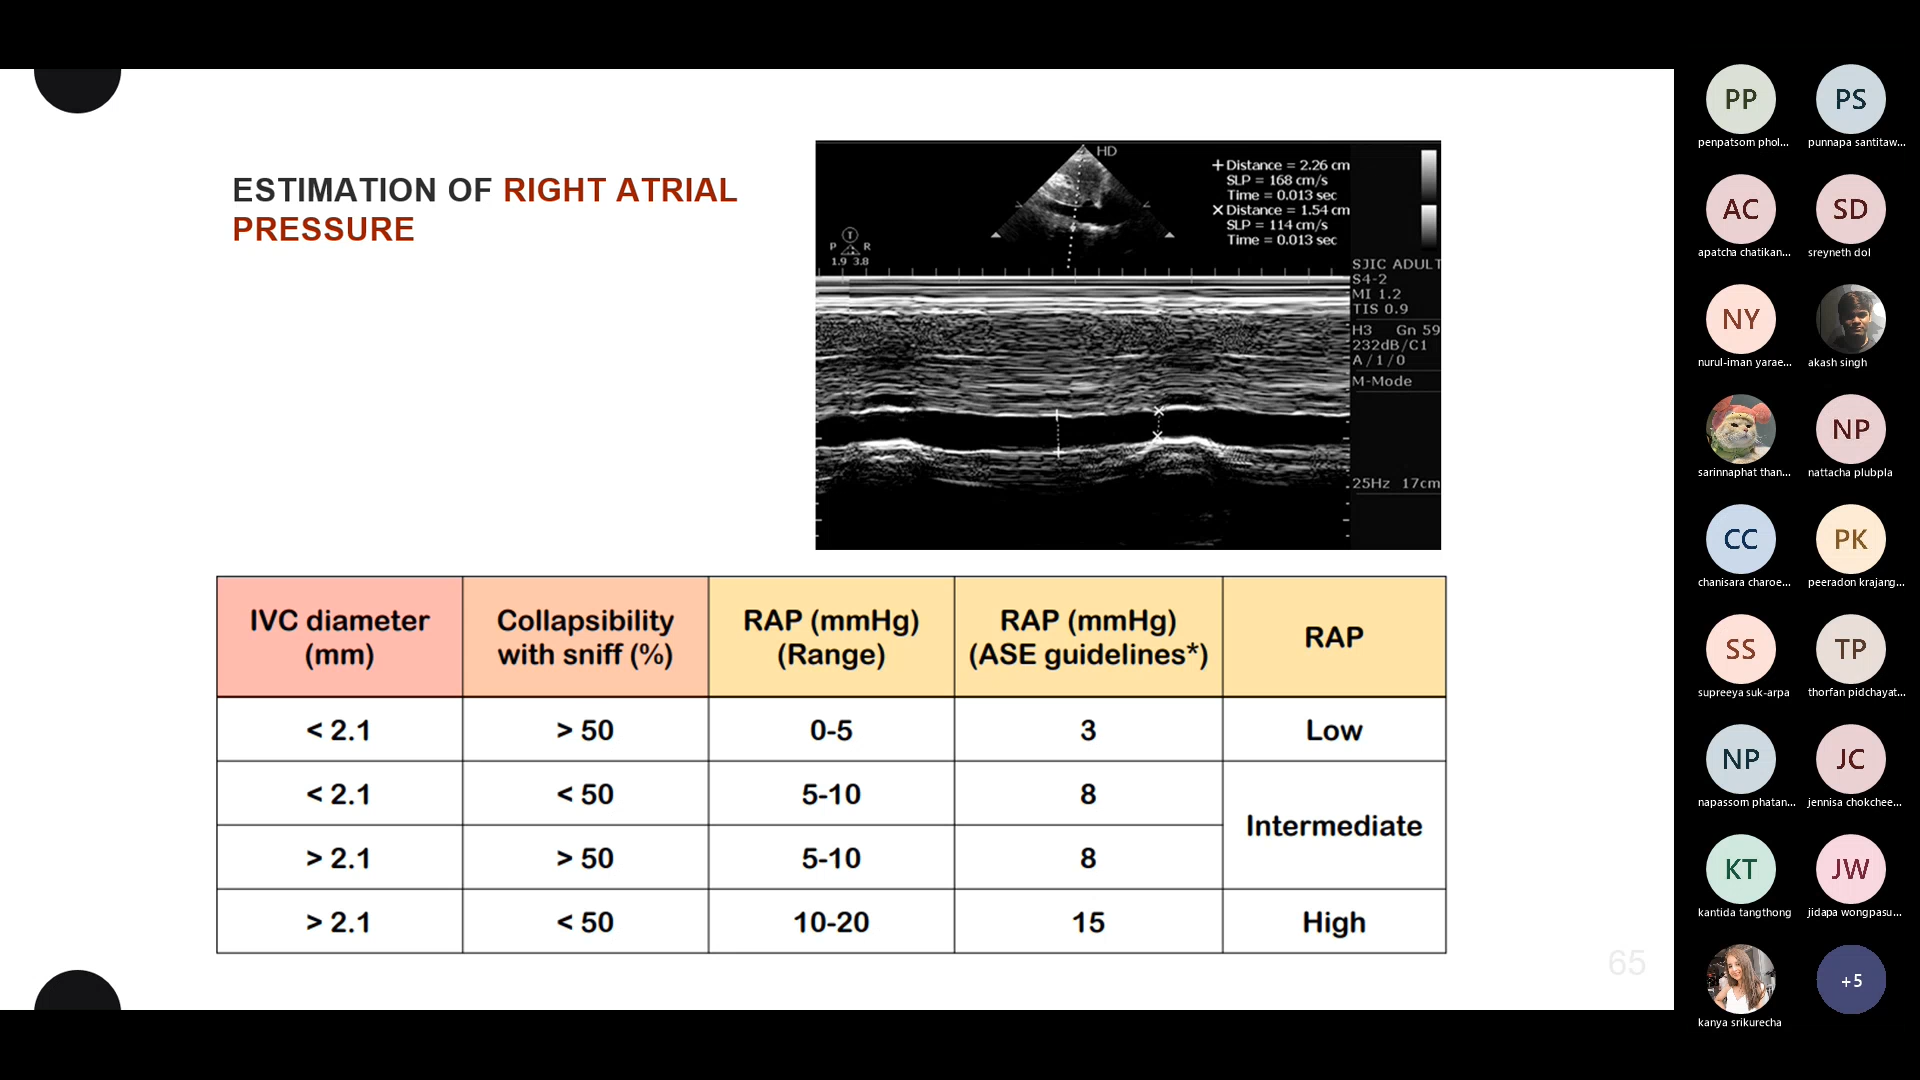 ESTIMATION OF RIGHT ATRIAL
PRESSURE
HD
+ Distance = 2.26 cm
SLP = 168 cm/s
Time = 0.013 sec
× Distance = 1.54 cm
SLP = 114 cm/s
Time = 0.013 sec
T
P R
1.9 3.8
SJIC ADULT
S4-2
MI 1.2
TIS 0.9
H3 Gn 59
232dB/C1
A/1/0
M-Mode
25Hz 17cm
IVC diameter
(mm)
Collapsibility
with sniff (%)
RAP (mmHg)
(Range)
RAP (mmHg)
(ASE guidelines*)
RAP
< 2.1 > 50 0-5 3 Low
< 2.1 < 50 5-10 8
Intermediate
> 2.1 > 50 5-10 8
> 2.1 < 50 10-20 15 High
65
PP PS
penpatsorn phol... punnapa santitaw...
AC SD
apatcha chatikan... sreyneth dol
NY
nurul-iman yarae... akash singh
NP
sarinnaphat than... nattacha plubpla
CC PK
chanisara charoe... peeradon krajang...
SS TP
supreeya suk-arpa thorfan pidchayat...
NP JC
napassorn phatan... jennisa chokchee...
KT JW
kantida tangthong jidapa wongpasu...
+5
kanya srikurecha